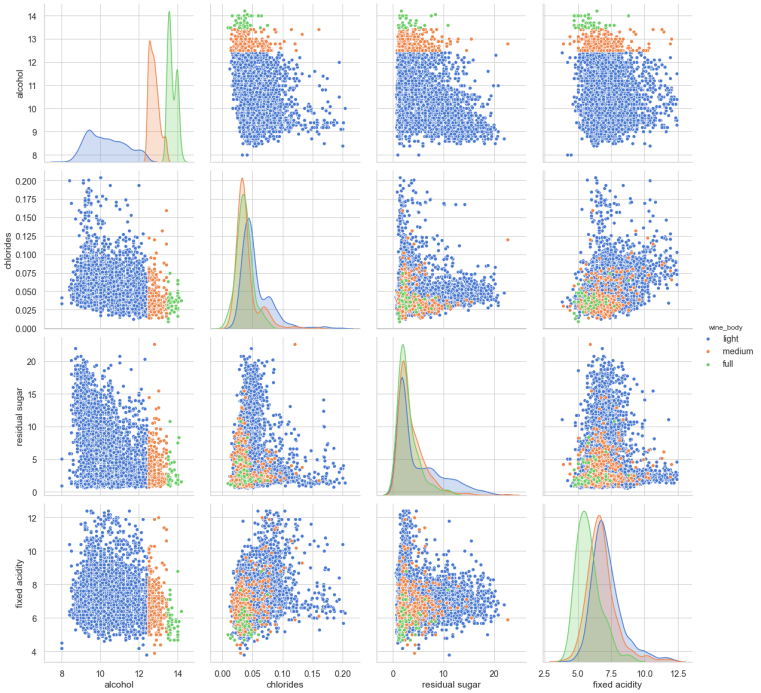 14
13
12
11
10
9
8
alcohol
0.200
0.175
0.150
0.125
0.100
0.075
0.050
0.025
0.000
chlorides
wine_body
light
medium
full
20
15
10
5
0
residual sugar
12
10
8
6
4
fixed acidity
8 10 12 14
0.00 0.05 0.10 0.15 0.20
0 10 20
2.5 5.0 7.5 10.0 12.5
alcohol chlorides residual sugar fixed acidity